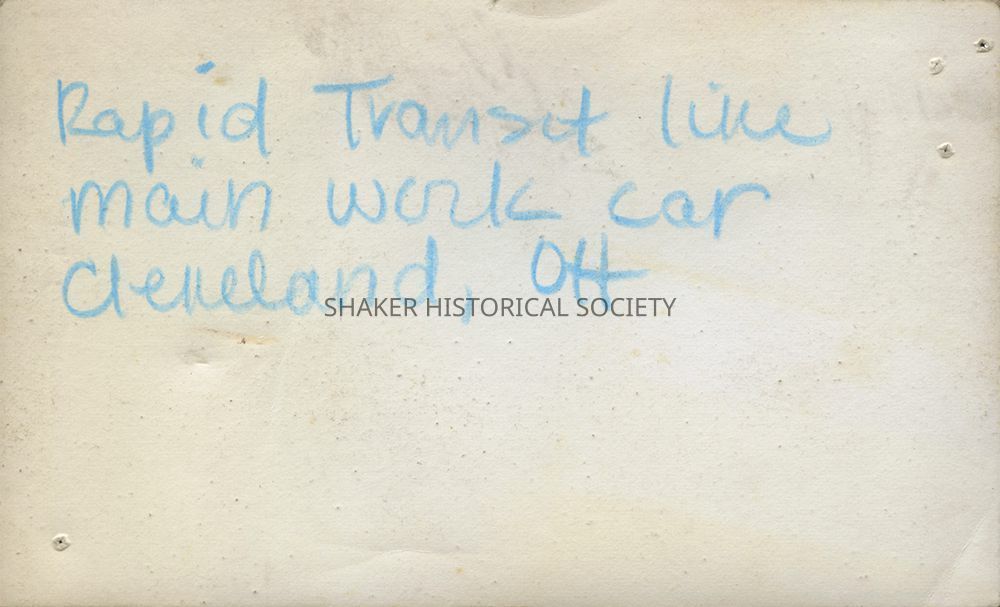 Rapid Transit line
main work car
Cleveland, OH
SHAKER HISTORICAL SOCIETY